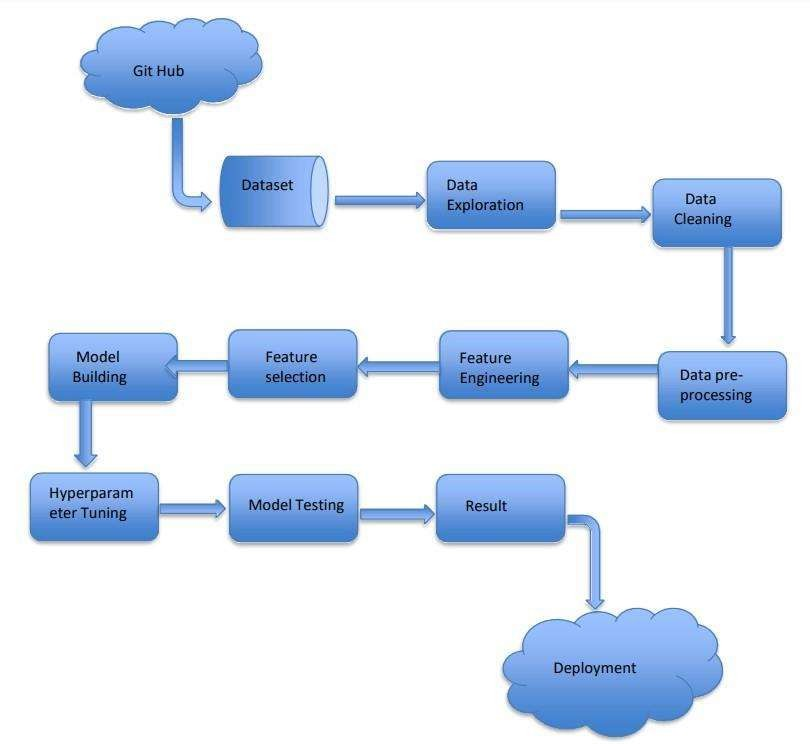 Git Hub
Dataset
Data
Exploration
Data
Cleaning
Model
Building
Feature
selection
Feature
Engineering
Data pre-
processing
Hyperparam
eter Tuning
Model Testing
Result
Deployment